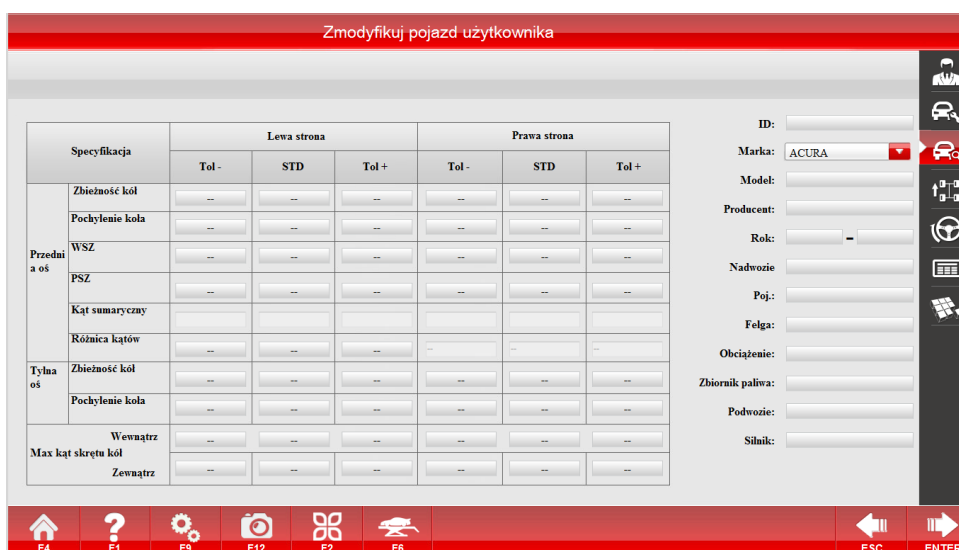 Zmodyfikuj pojazd użytkownika
Specyfikacja
Lewa strona
Prawa strona
Tol - STD Tol + Tol - STD Tol +
Przedni
a oś
Zbieżność kół -- -- -- -- -- --
Pochylenie koła -- -- -- -- -- --
WSZ -- -- -- -- -- --
PSZ -- -- -- -- -- --
Kąt sumaryczny
Różnica kątów -- -- -- -- -- --
Tylna
oś
Zbieżność kół -- -- -- -- -- --
Pochylenie koła -- -- -- -- -- --
Max kąt skrętu kół
Wewnątrz -- -- -- -- -- --
Zewnątrz -- -- -- -- -- --
ID:
Marka: ACURA
Model:
Producent:
Rok: -
Nadwozie
Poj.:
Felga:
Obciążenie:
Zbiornik paliwa:
Podwozie:
Silnik:
F4 F1 F9 F12 F2 F6 ESC ENTER